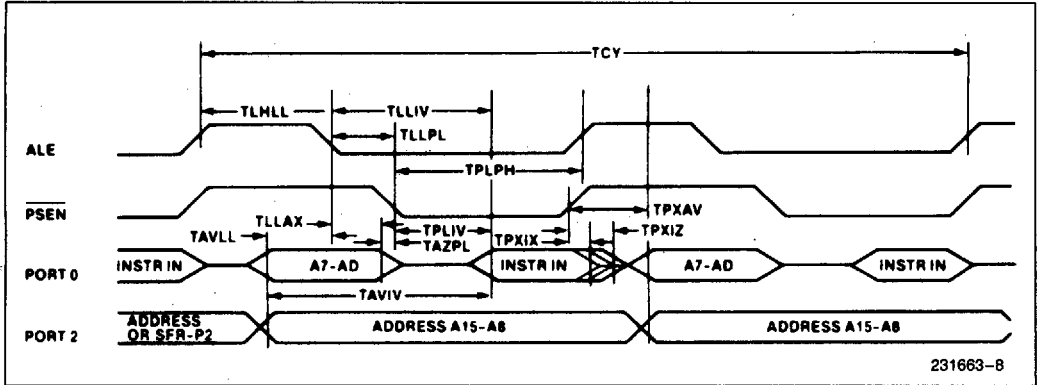 TCY
TLHLL
TLLIV
TLLPL
ALE
TPLPH
PSEN
TLLAX
TPLIV
TPXAV
TAVLL
TAZPL
TPXIX
TPXIZ
PORT 0
INSTR IN
A7-AD
INSTR IN
A7-AD
INSTR IN
TAVIV
PORT 2
ADDRESS
OR SFR-P2
ADDRESS A15-A8
ADDRESS A15-A8
231663-8